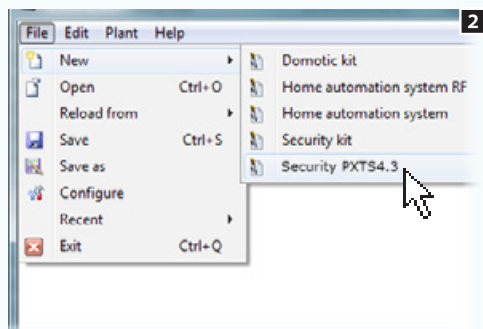 2
File Edit Plant Help
New
Open Ctrl+O
Reload from
Save Ctrl+S
Save as
Configure
Recent
Exit Ctrl+Q
Domotic kit
Home automation system RF
Home automation system
Security kit
Security PXTS4.3